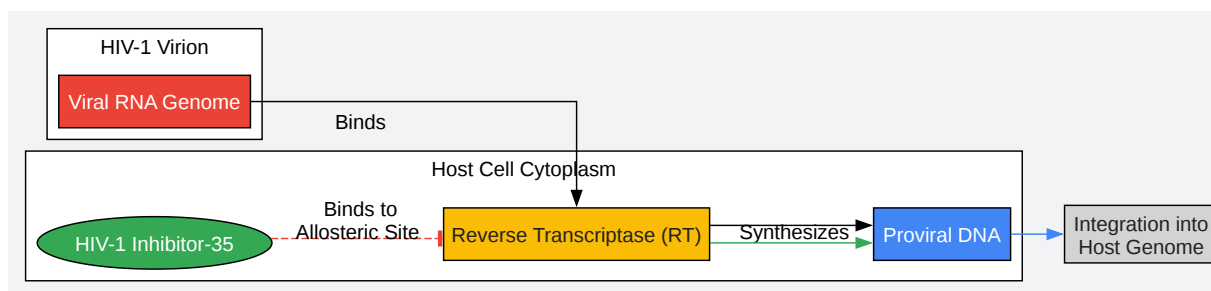 HIV-1 Virion
Viral RNA Genome
Binds
Host Cell Cytoplasm
Binds to
Allosteric Site
HIV-1 Inhibitor-35
Reverse Transcriptase (RT)
Synthesizes
Proviral DNA
Integration into
Host Genome